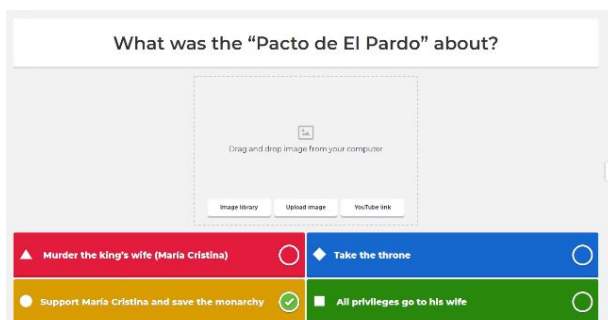 What was the “Pacto de El Pardo” about?
Drag and drop image from your computer
Image library
Upload image
YouTube link
Murder the king's wife (María Cristina)
Take the throne
Support María Cristina and save the monarchy
All privileges go to his wife